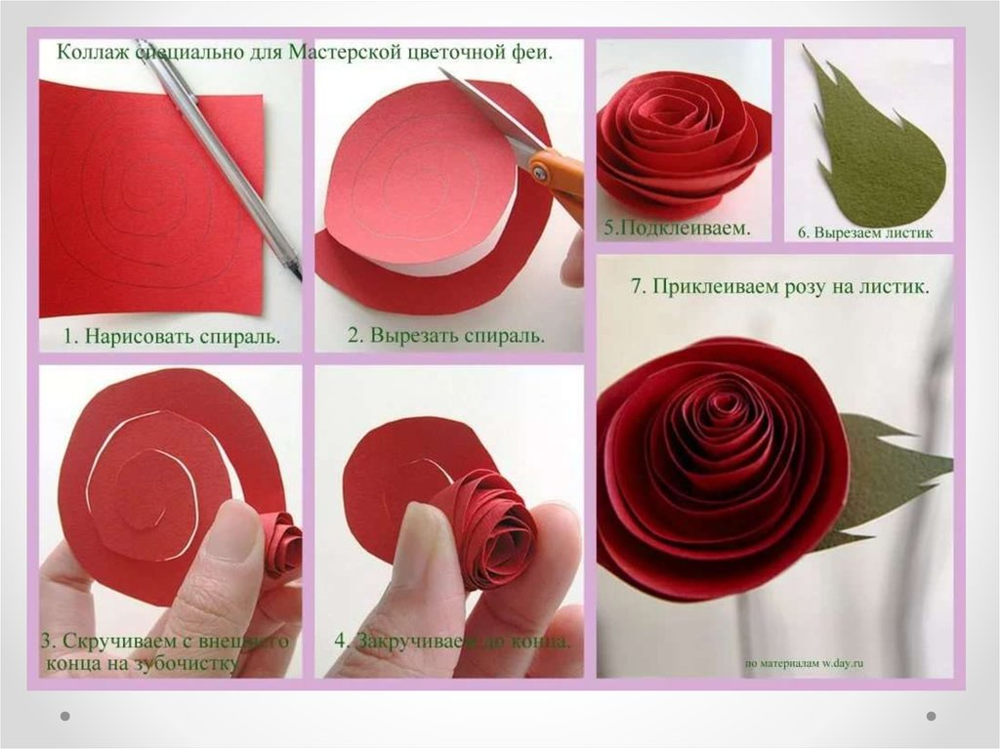 Коллаж специально для Мастерской цветочной феи.
1. Нарисовать спираль.
2. Вырезать спираль.
3. Скручиваем с внешнего
конца на зубочистку
4. Закручиваем до конца.
5.Подклеиваем.
6. Вырезаем листик
7. Приклеиваем розу на листик.
по материалам w.day.ru